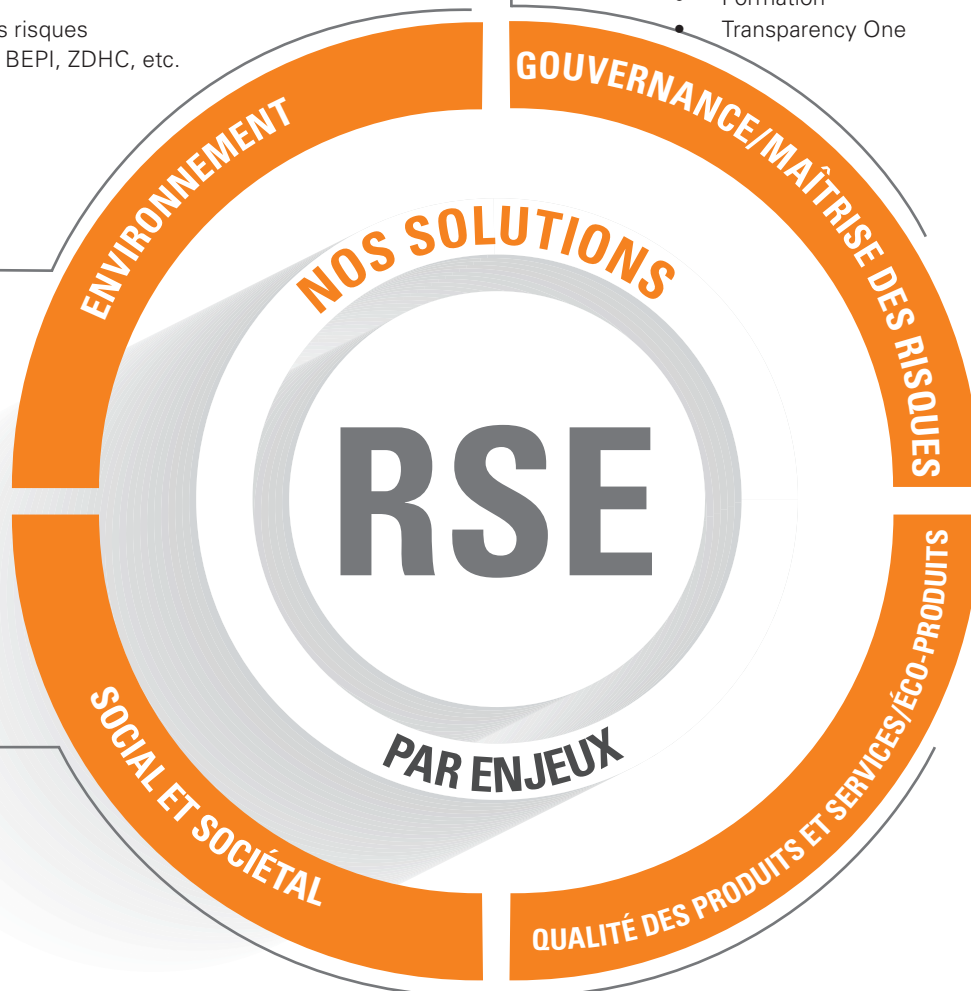 s risques
BEPI, ZDHC, etc.
• Formation
• Transparency One
ENVIRONNEMENT
GOUVERNANCE/MAÎTRISE DES RISQUES
NOS SOLUTIONS
RSE
PAR ENJEUX
SOCIAL ET SOCIÉTAL
QUALITÉ DES PRODUITS ET SERVICES/ÉCO-PRODUITS